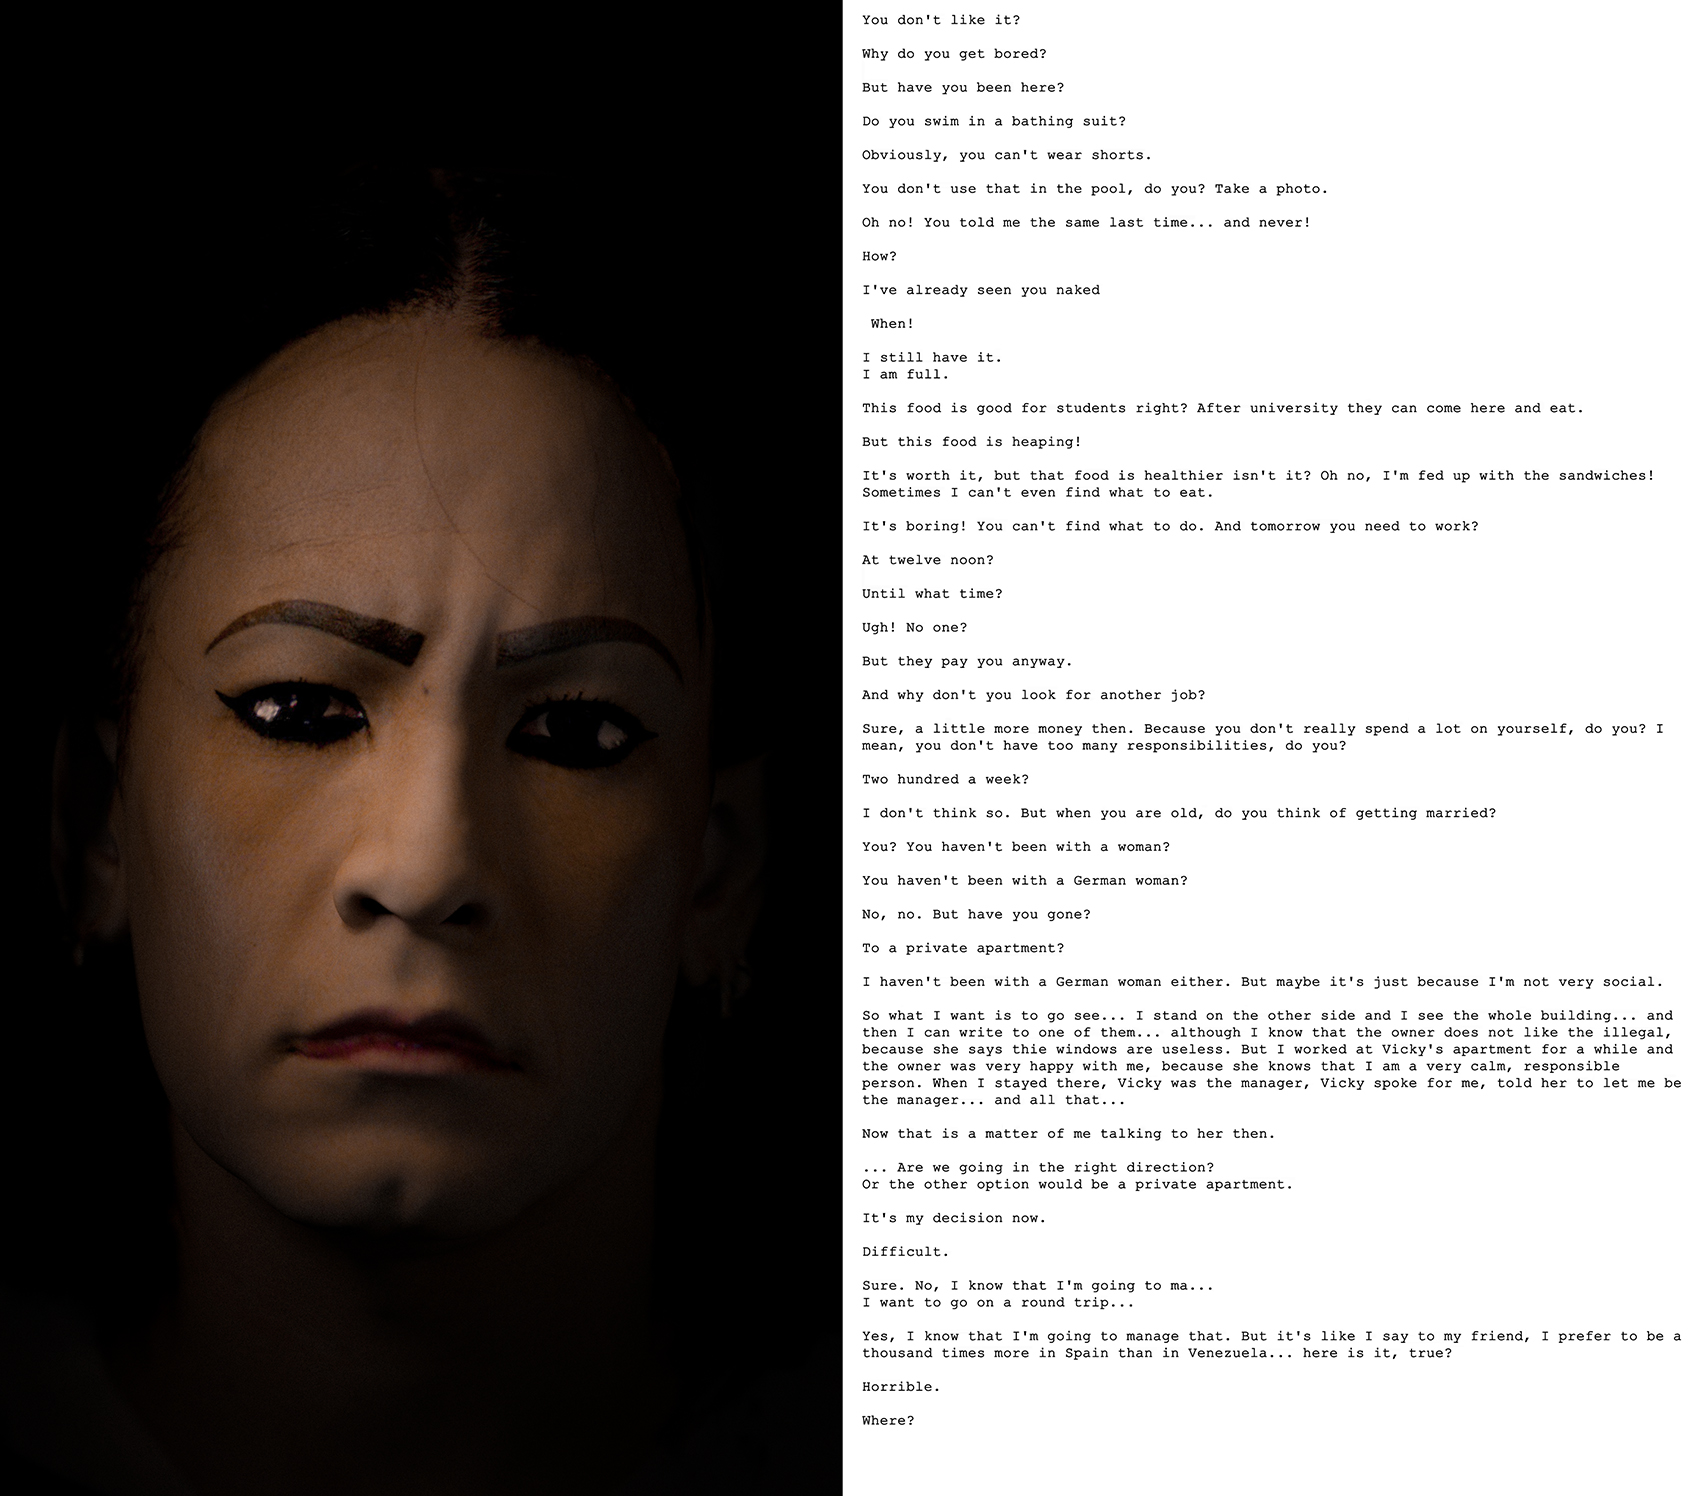 You don't like it?
Why do you get bored?
But have you been here?
Do you swim in a bathing suit?
Obviously, you can't wear shorts.
You don't use that in the pool, do you? Take a photo.
Oh no! You told me the same last time... and never!
How?
I've already seen you naked
When!
I still have it.
I am full.
This food is good for students right? After university they can come here and eat.
But this food is heaping!
It's worth it, but that food is healthier isn't it? Oh no, I'm fed up with the sandwiches!
Sometimes I can't even find what to eat.
It's boring! You can't find what to do. And tomorrow you need to work?
At twelve noon?
Until what time?
Ugh! No one?
But they pay you anyway.
And why don't you look for another job?
Sure, a little more money then. Because you don't really spend a lot on yourself, do you? I
mean, you don't have too many responsibilities, do you?
Two hundred a week?
I don't think so. But when you are old, do you think of getting married?
You? You haven't been with a woman?
You haven't been with a German woman?
No, no. But have you gone?
To a private apartment?
I haven't been with a German woman either. But maybe it's just because I'm not very social.
So what I want is to go see... I stand on the other side and I see the whole building... and
then I can write to one of them... although I know that the owner does not like the illegal,
because she says thie windows are useless. But I worked at Vicky's apartment for a while and
the owner was very happy with me, because she knows that I am a very calm, responsible
person. When I stayed there, Vicky was the manager, Vicky spoke for me, told her to let me be
the manager... and all that...
Now that is a matter of me talking to her then.
... Are we going in the right direction?
Or the other option would be a private apartment.
It's my decision now.
Difficult.
Sure. No, I know that I'm going to ma...
I want to go on a round trip...
Yes, I know that I'm going to manage that. But it's like I say to my friend, I prefer to be a
thousand times more in Spain than in Venezuela... here is it, true?
Horrible.
Where?